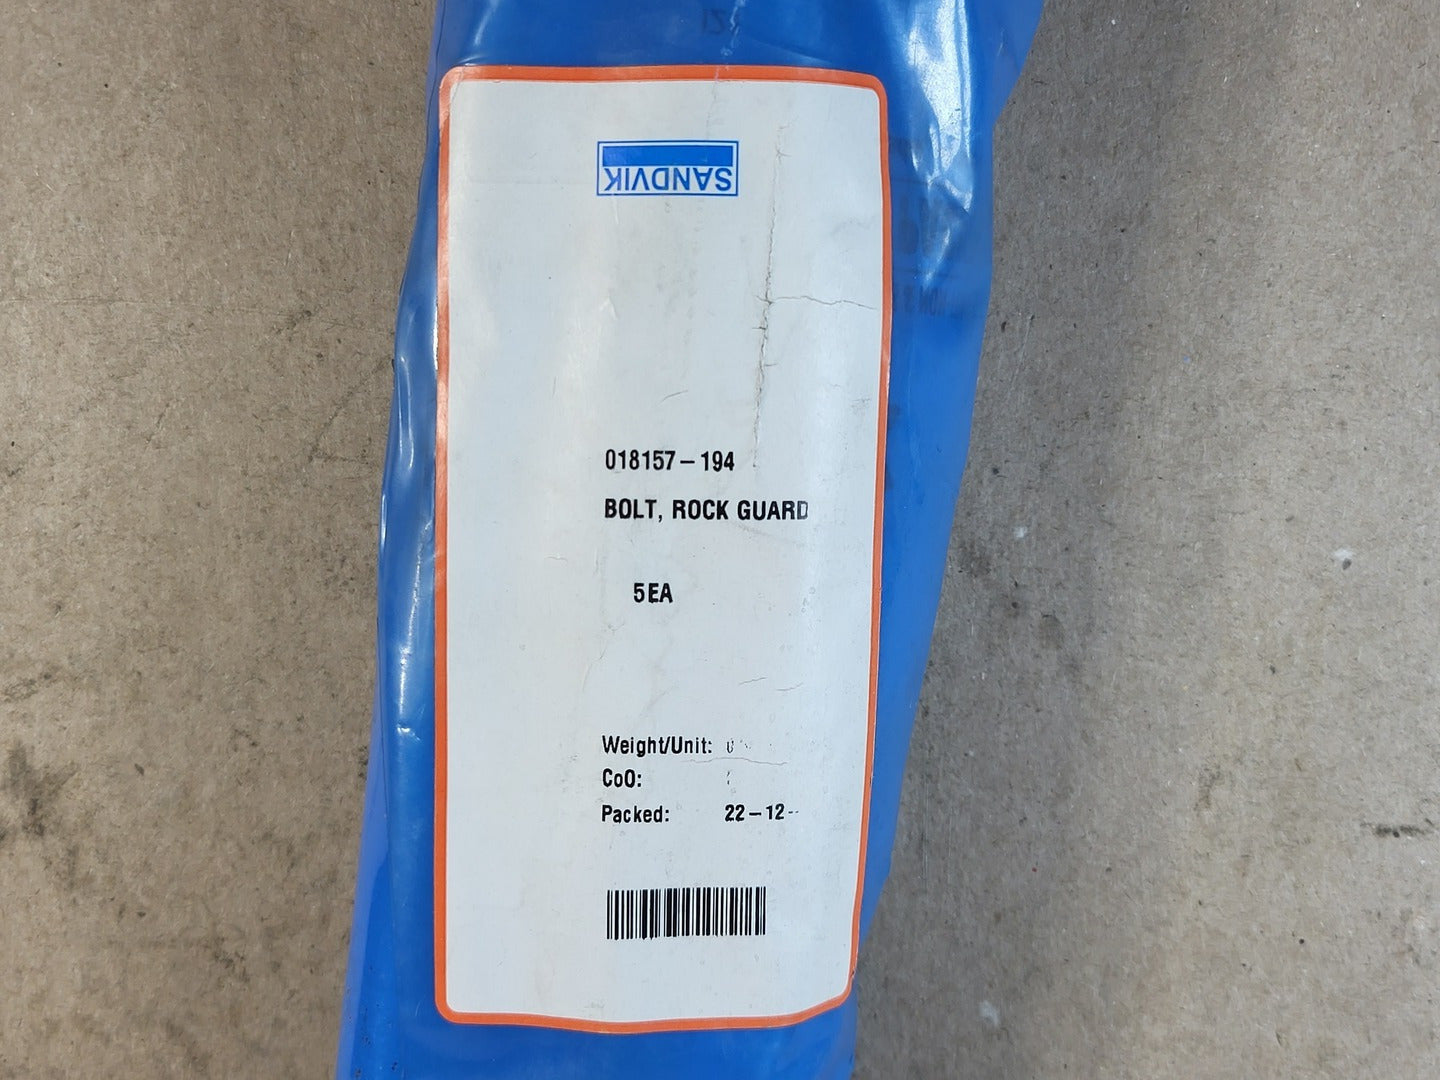 SANDVIK
018157-194
BOLT, ROCK GUARD
5EA
Weight/Unit:
CoO:
Packed: 22-12-